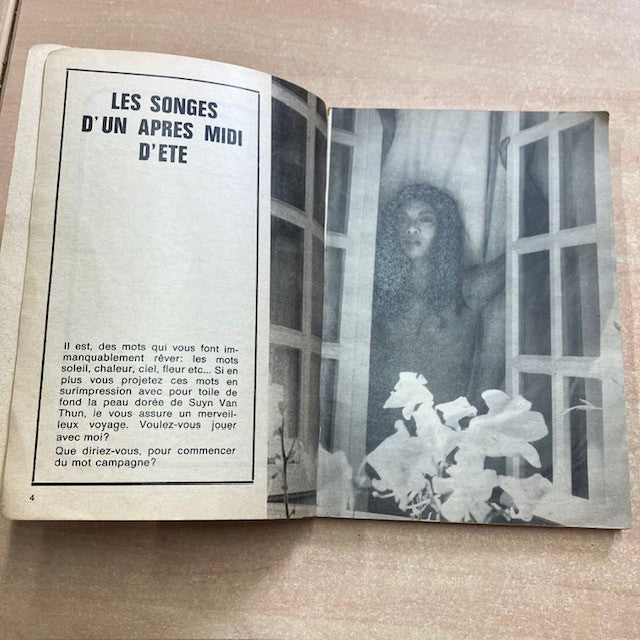 LES SONGES
D'UN APRES MIDI
D'ETE
Il est, des mots qui vous font im-
manquablement rêver: les mots
soleil, chaleur, ciel, fleur etc... Si en
plus vous projetez ces mots en
surimpression avec pour toile de
fond la peau dorée de Suyn Van
Thun, je vous assure un merveil-
leux voyage. Voulez-vous jouer
avec moi?
Que diriez-vous, pour commencer
du mot campagne?
4